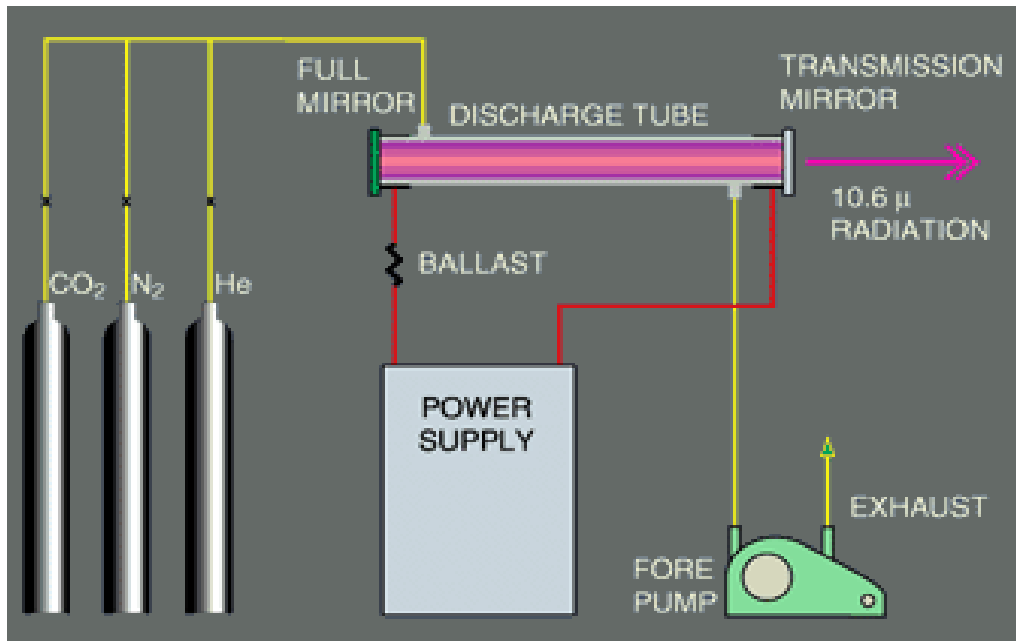 FULL
MIRROR
TRANSMISSION
MIRROR
DISCHARGE TUBE
10.6 μ
RADIATION
BALLAST
CO₂ N₂ He
POWER
SUPPLY
EXHAUST
FORE
PUMP